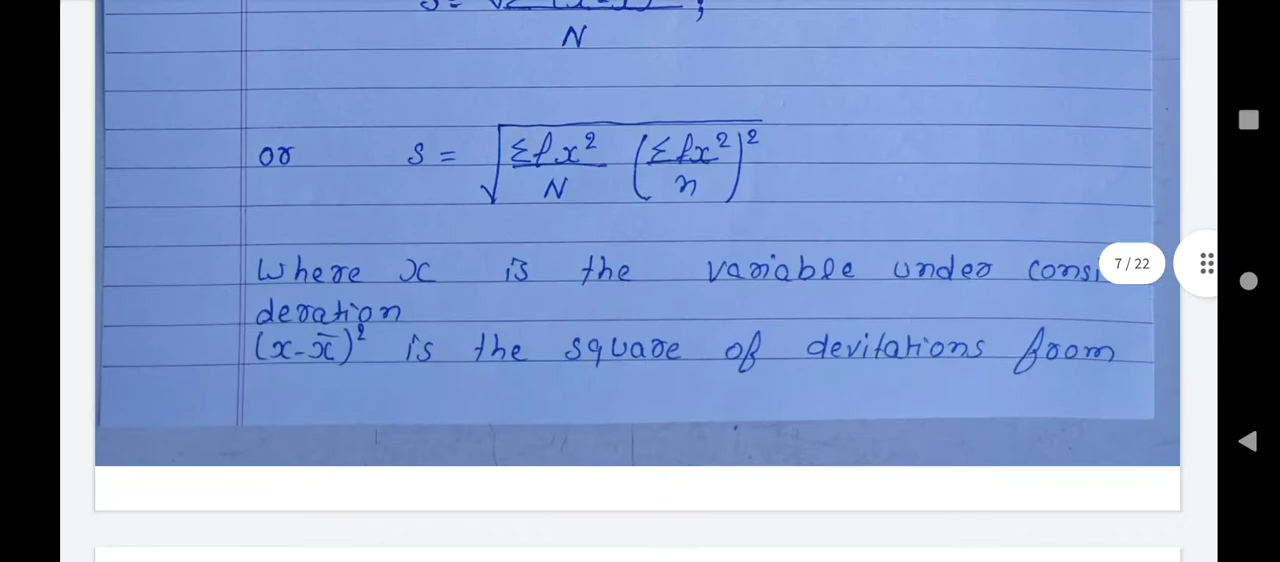 N
or S = √ Σfx² / N (Σfx² / n)²
Where x is the variable under consi
deration
(x-x̄)² is the square of devitations from
7 / 22